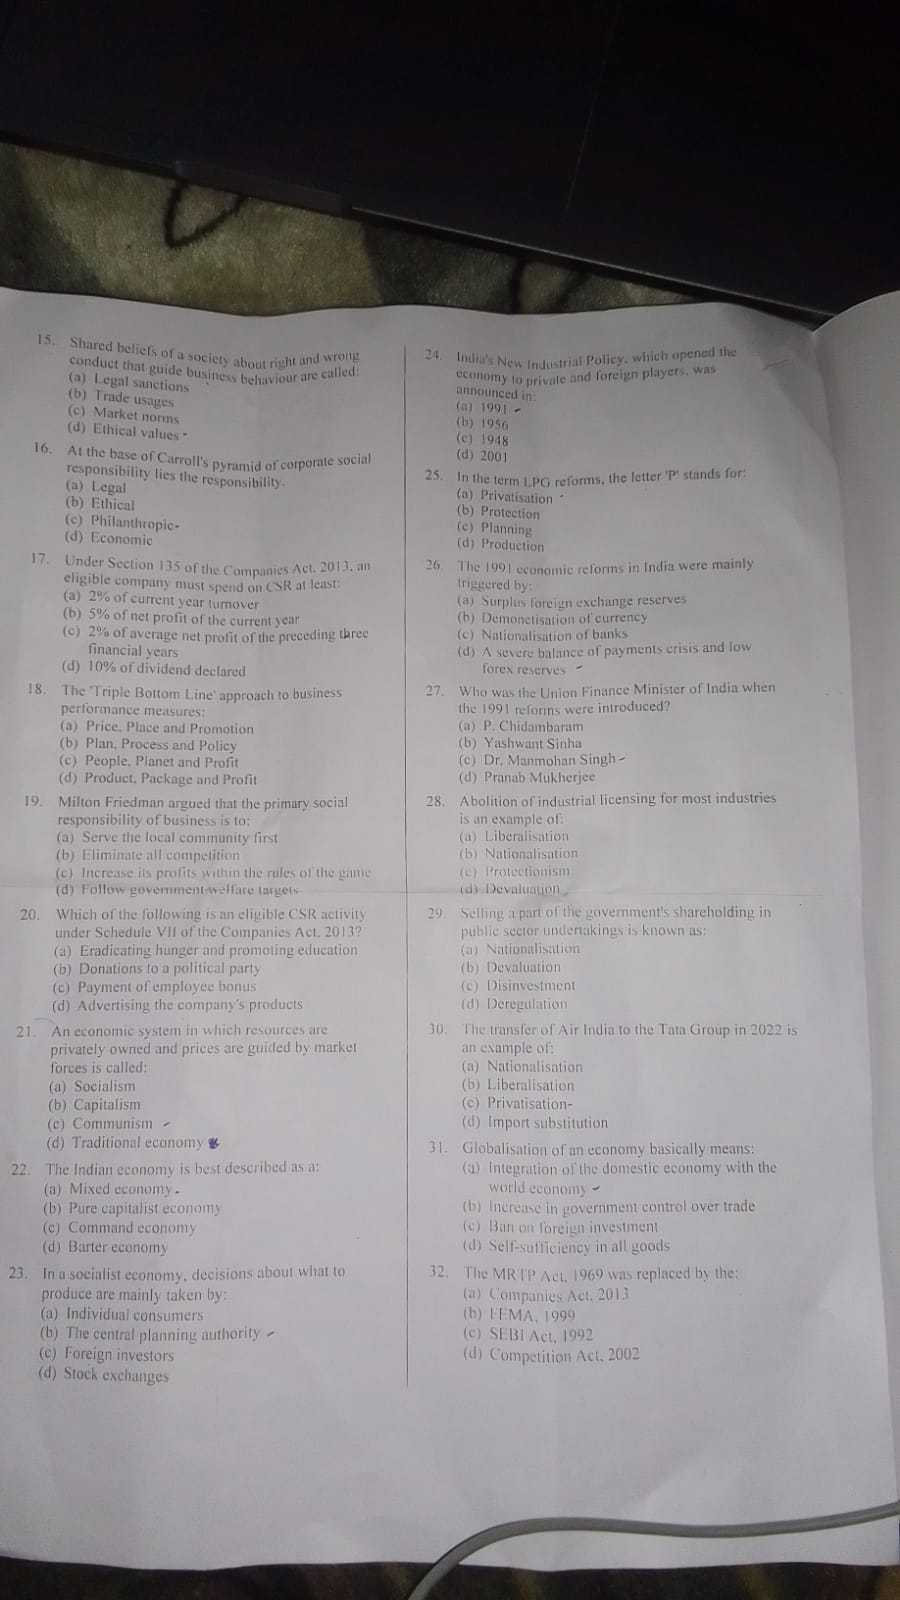 15. Shared beliefs of a society about right and wrong
conduct that guide business behaviour are called:
(a) Legal sanctions
(b) Trade usages
(c) Market norms
(d) Ethical values
16. At the base of Carroll's pyramid of corporate social
responsibility lies the responsibility.
(a) Legal
(b) Ethical
(c) Philanthropic
(d) Economic
17. Under Section 135 of the Companies Act, 2013, an
eligible company must spend on CSR at least:
(a) 2% of current year turnover
(b) 5% of net profit of the current year
(c) 2% of average net profit of the preceding three
financial years
(d) 10% of dividend declared
18. The 'Triple Bottom Line' approach to business
performance measures:
(a) Price, Place and Promotion
(b) Plan, Process and Policy
(c) People, Planet and Profit
(d) Product, Package and Profit
19. Milton Friedman argued that the primary social
responsibility of business is to:
(a) Serve the local community first
(b) Eliminate all competition
(c) Increase its profits within the rules of the game
(d) Follow government welfare targets
20. Which of the following is an eligible CSR activity
under Schedule VII of the Companies Act, 2013?
(a) Eradicating hunger and promoting education
(b) Donations to a political party
(c) Payment of employee bonus
(d) Advertising the company's products
21. An economic system in which resources are
privately owned and prices are guided by market
forces is called:
(a) Socialism
(b) Capitalism
(c) Communism
(d) Traditional economy
22. The Indian economy is best described as a:
(a) Mixed economy
(b) Pure capitalist economy
(c) Command economy
(d) Barter economy
23. In a socialist economy, decisions about what to
produce are mainly taken by:
(a) Individual consumers
(b) The central planning authority
(c) Foreign investors
(d) Stock exchanges
24. India's New Industrial Policy, which opened the
economy to private and foreign players, was
announced in:
(a) 1991
(b) 1956
(c) 1948
(d) 2001
25. In the term LPG reforms, the letter 'P' stands for:
(a) Privatisation
(b) Protection
(c) Planning
(d) Production
26. The 1991 economic reforms in India were mainly
triggered by:
(a) Surplus foreign exchange reserves
(b) Demonetisation of currency
(c) Nationalisation of banks
(d) A severe balance of payments crisis and low
forex reserves
27. Who was the Union Finance Minister of India when
the 1991 reforms were introduced?
(a) P. Chidambaram
(b) Yashwant Sinha
(c) Dr. Manmohan Singh
(d) Pranab Mukherjee
28. Abolition of industrial licensing for most industries
is an example of:
(a) Liberalisation
(b) Nationalisation
(c) Protectionism
(d) Devaluation
29. Selling a part of the government's shareholding in
public sector undertakings is known as:
(a) Nationalisation
(b) Devaluation
(c) Disinvestment
(d) Deregulation
30. The transfer of Air India to the Tata Group in 2022 is
an example of:
(a) Nationalisation
(b) Liberalisation
(c) Privatisation
(d) Import substitution
31. Globalisation of an economy basically means:
(a) Integration of the domestic economy with the
world economy
(b) Increase in government control over trade
(c) Ban on foreign investment
(d) Self-sufficiency in all goods
32. The MRTP Act, 1969 was replaced by the:
(a) Companies Act, 2013
(b) FEMA, 1999
(c) SEBI Act, 1992
(d) Competition Act, 2002